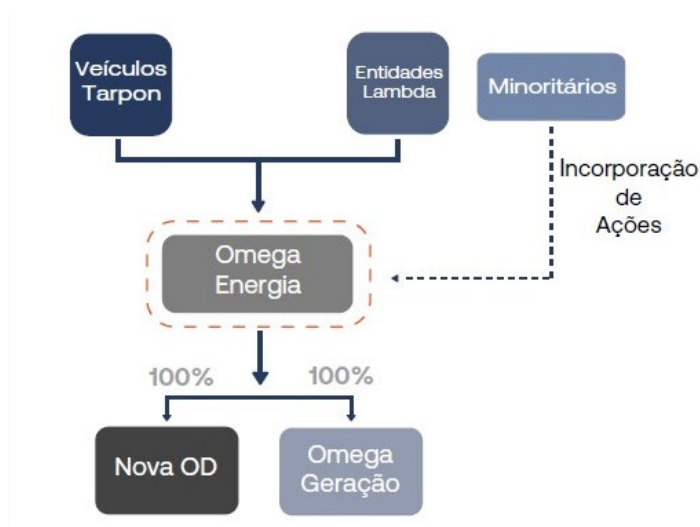 Veículos
Tarpon
Entidades
Lambda
Minoritários
Incorporação
de
Ações
Omega
Energia
100%
100%
Nova OD
Omega
Geração